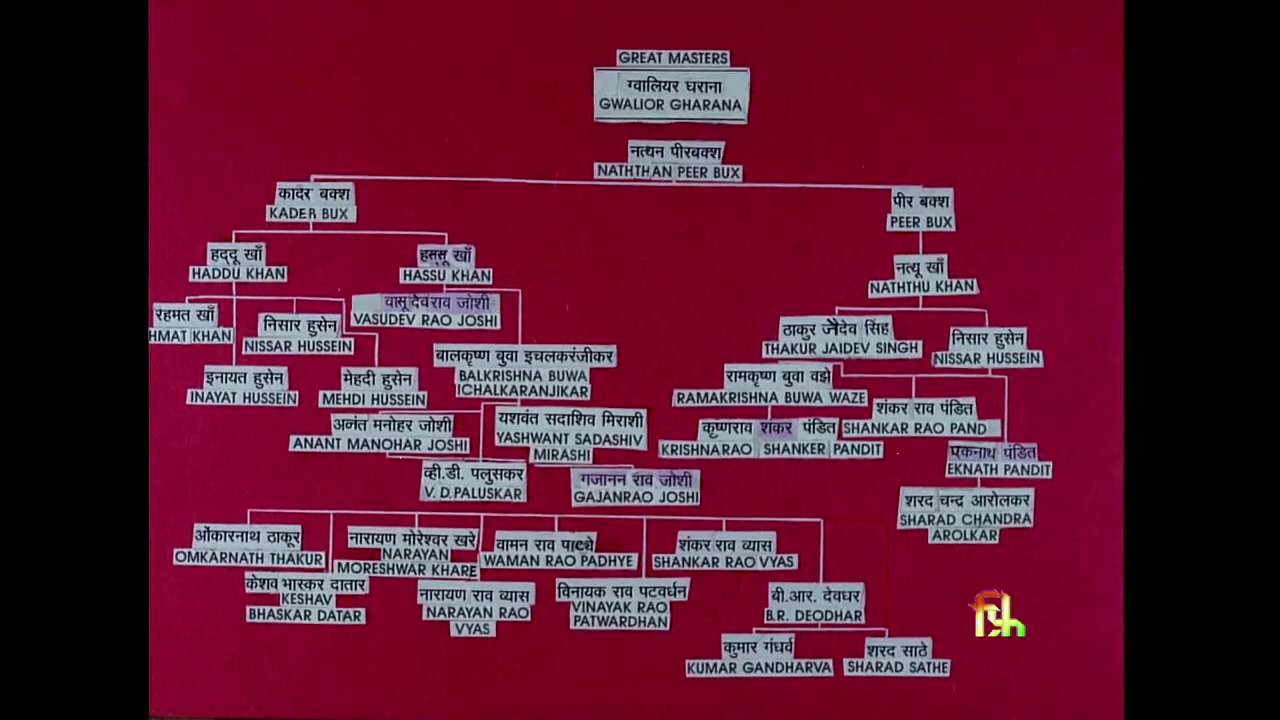 GREAT MASTERS
ग्वालियर घराना
GWALIOR GHARANA
नत्थन पीरबक्श
NATHTHAN PEER BUX
कादर बक्श
KADER BUX
पीर बक्श
PEER BUX
हद्दू खाँ
HADDU KHAN
हस्सू खाँ
HASSU KHAN
नत्थू खाँ
NATHTHU KHAN
रहमत खाँ
HMAT KHAN
निसार हुसेन
NISSAR HUSSEIN
वासूदेवराव जोशी
VASUDEV RAO JOSHI
ठाकुर जैदेव सिंह
THAKUR JAIDEV SINGH
निसार हुसेन
NISSAR HUSSEIN
इनायत हुसेन
INAYAT HUSSEIN
मेहदी हुसेन
MEHDI HUSSEIN
बालकृष्ण बुवा इचलकरंजीकर
BALKRISHNA BUWA
ICHALKARANJIKAR
रामकृष्ण बुवा वझे
RAMAKRISHNA BUWA WAZE
शंकर राव पंडित
SHANKAR RAO PAND
अनंत मनोहर जोशी
ANANT MANOHAR JOSHI
यशवंत सदाशिव मिराशी
YASHWANT SADASHIV
MIRASHI
कृष्णराव शंकर पंडित
KRISHNARAO SHANKER PANDIT
एकनाथ पंडित
EKNATH PANDIT
व्ही.डी. पलुसकर
V. D. PALUSKAR
गजानन राव जोशी
GAJANRAO JOSHI
शरद चन्द्र आरोलकर
SHARAD CHANDRA
AROLKAR
ओंकारनाथ ठाकूर
OMKARNATH THAKUR
नारायण मोरेश्वर खरे
NARAYAN
MORESHWAR KHARE
वामन राव पाध्ये
WAMAN RAO PADHYE
शंकर राव व्यास
SHANKAR RAO VYAS
केशव भास्कर दातार
KESHAV
BHASKAR DATAR
नारायण राव व्यास
NARAYAN RAO
VYAS
विनायक राव पटवर्धन
VINAYAK RAO
PATWARDHAN
बी.आर. देवधर
B.R. DEODHAR
कुमार गंधर्व
KUMAR GANDHARVA
शरद साठे
SHARAD SATHE